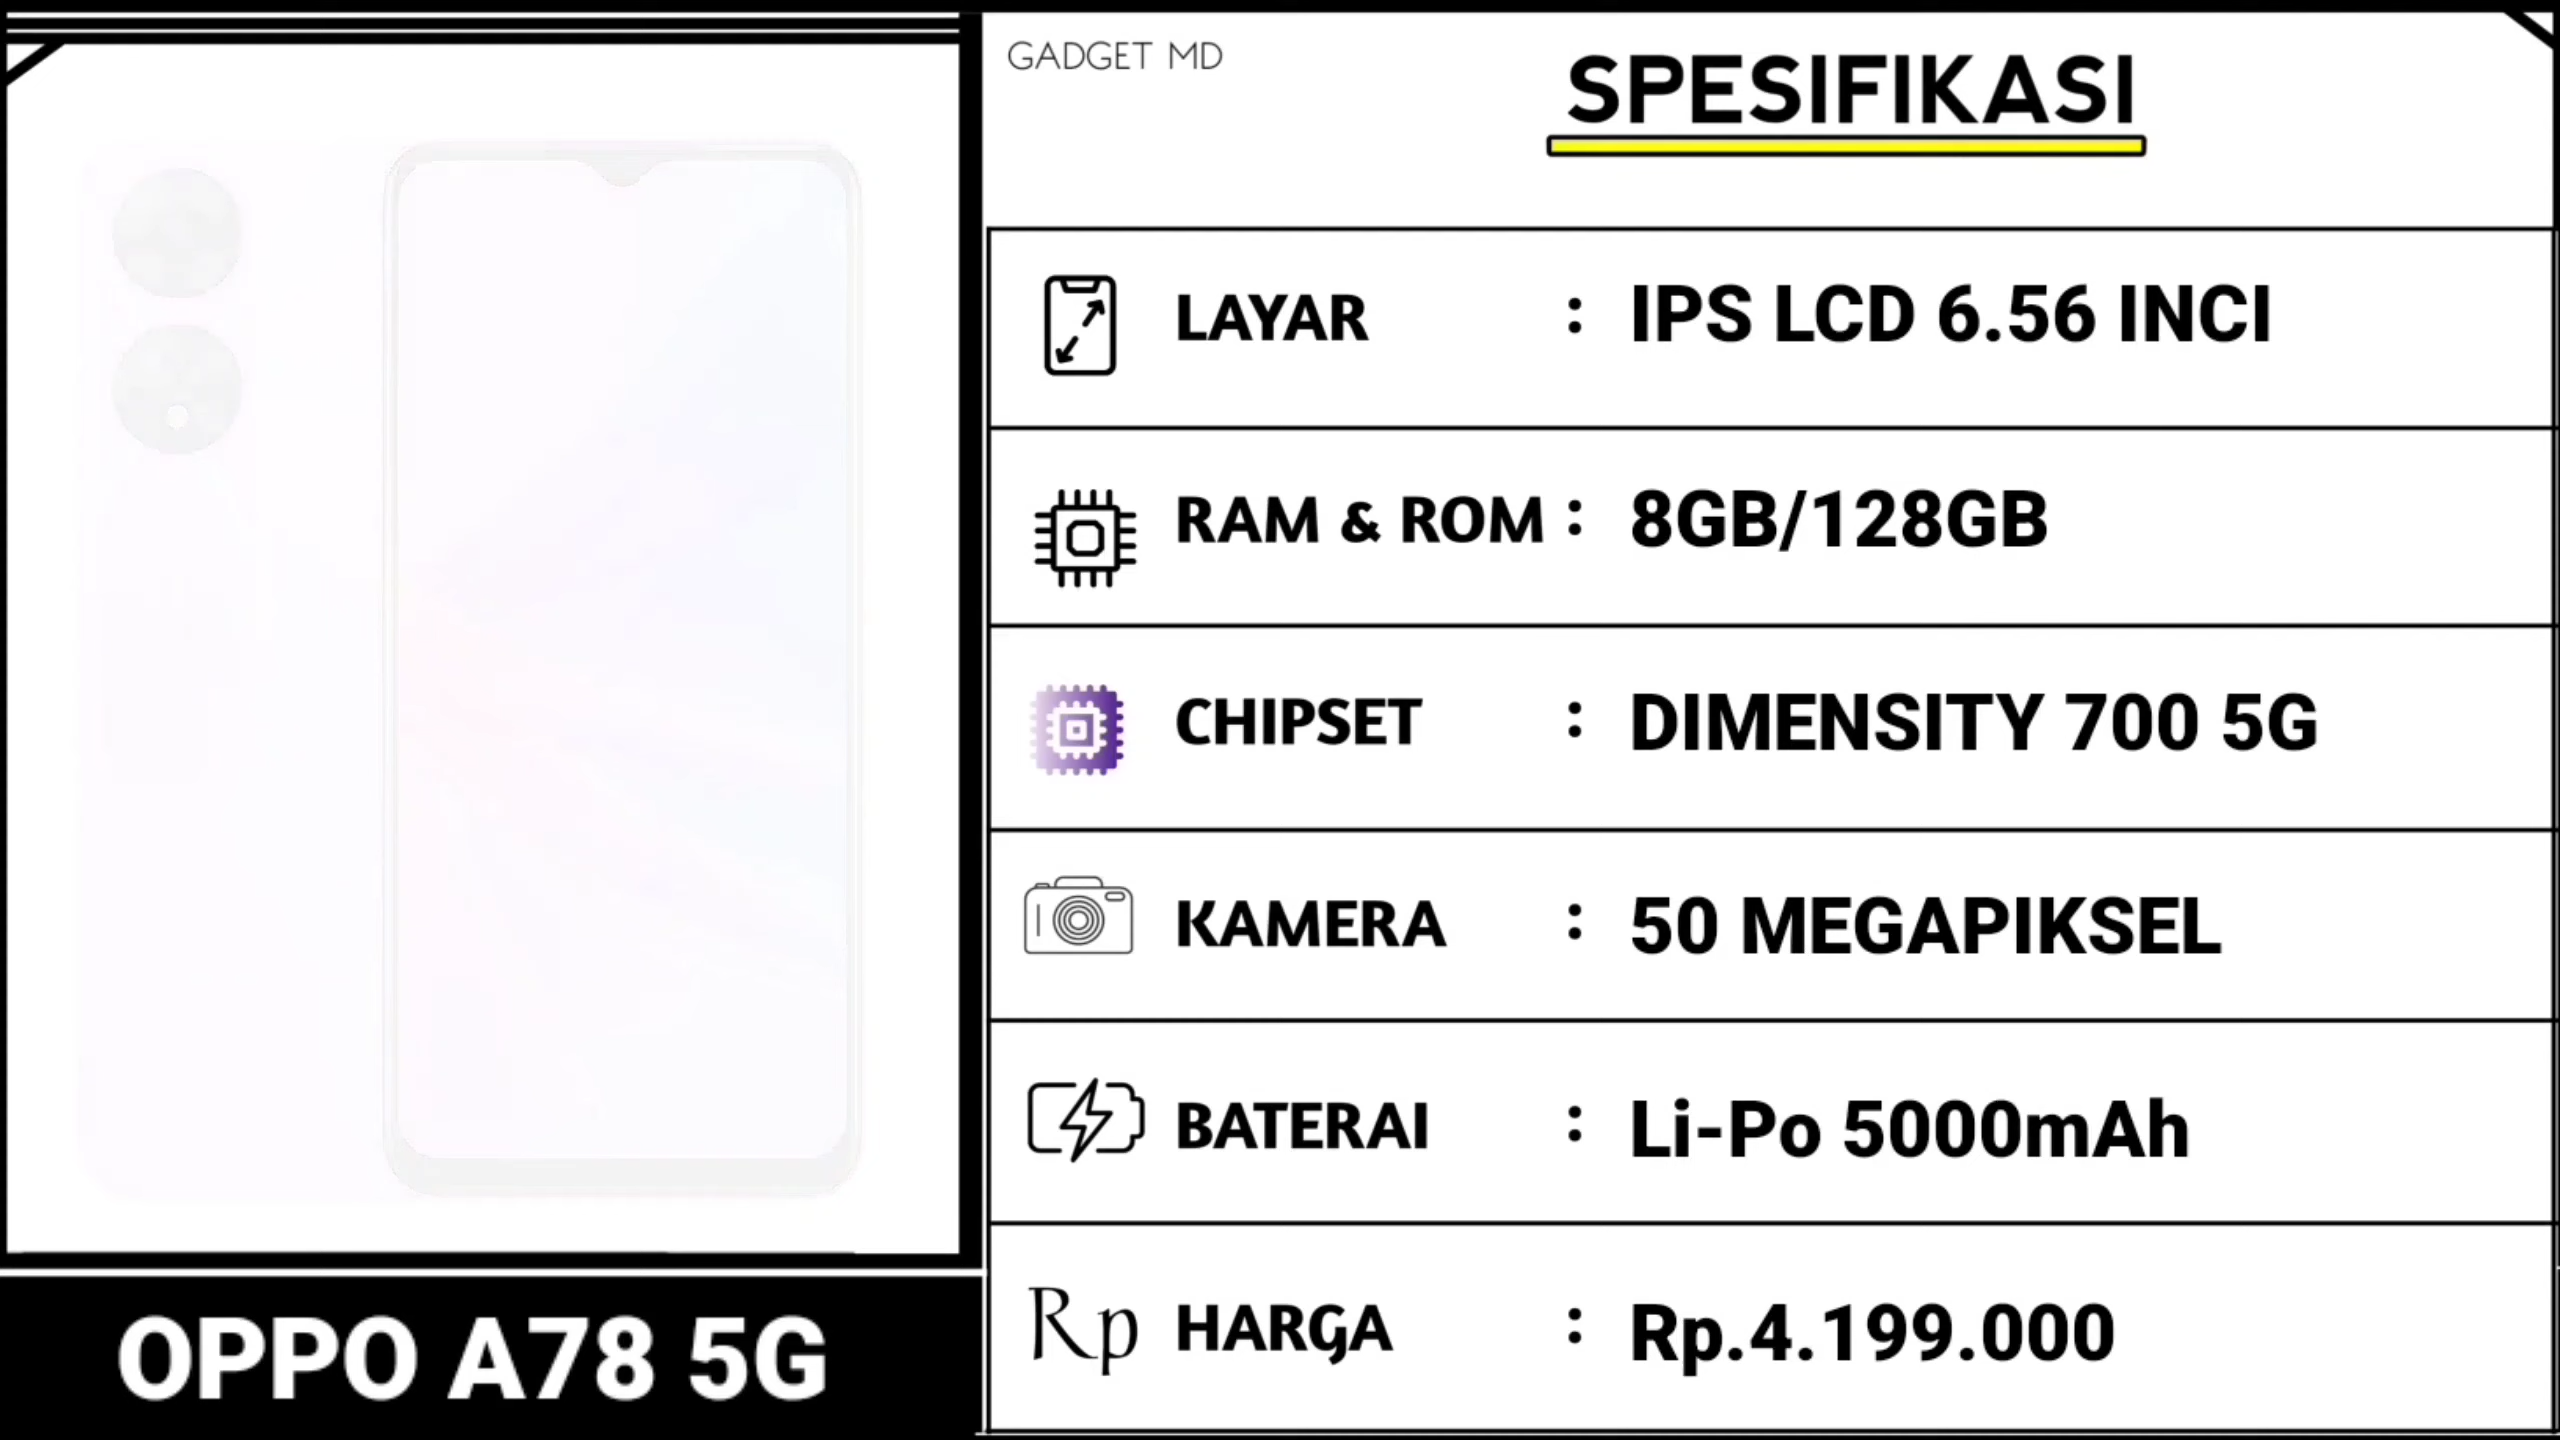 GADGET MD
SPESIFIKASI
LAYAR : IPS LCD 6.56 INCI
RAM & ROM : 8GB/128GB
CHIPSET : DIMENSITY 700 5G
KAMERA : 50 MEGAPIKSEL
BATERAI : Li-Po 5000mAh
Rp HARGA : Rp.4.199.000
OPPO A78 5G